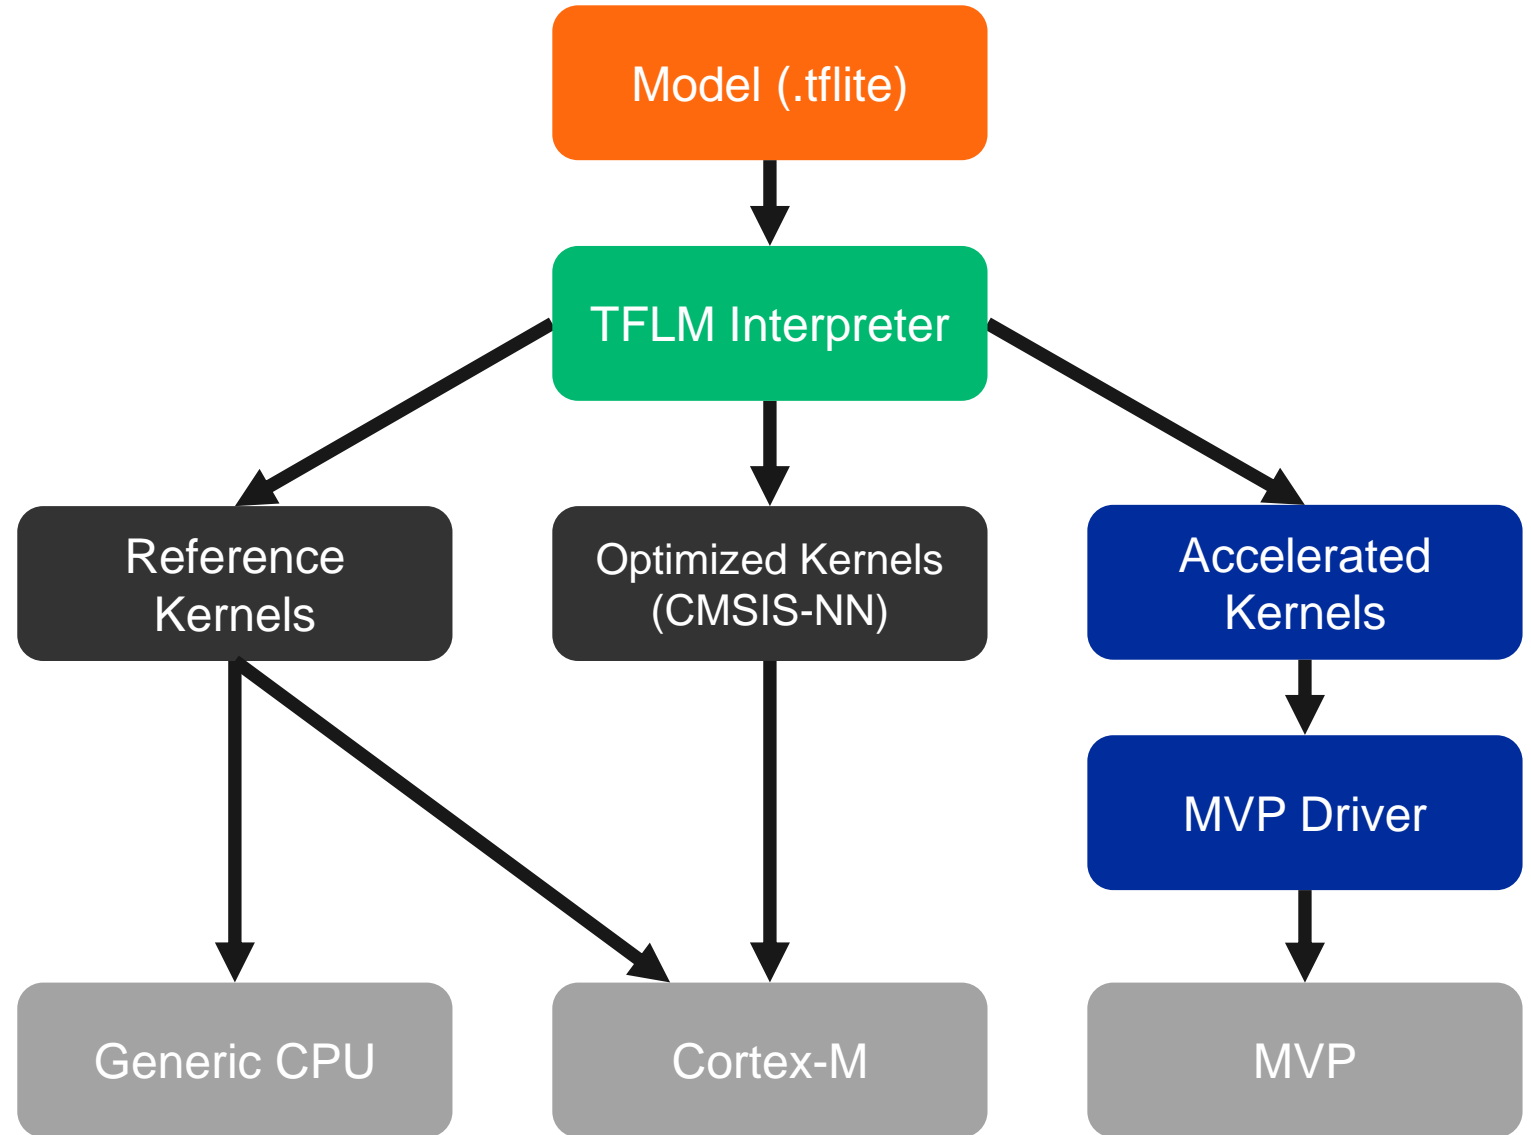 Model (.tflite)
TFLM Interpreter
Reference
Kernels
Optimized Kernels
(CMSIS-NN)
Accelerated
Kernels
MVP Driver
Generic CPU
Cortex-M
MVP